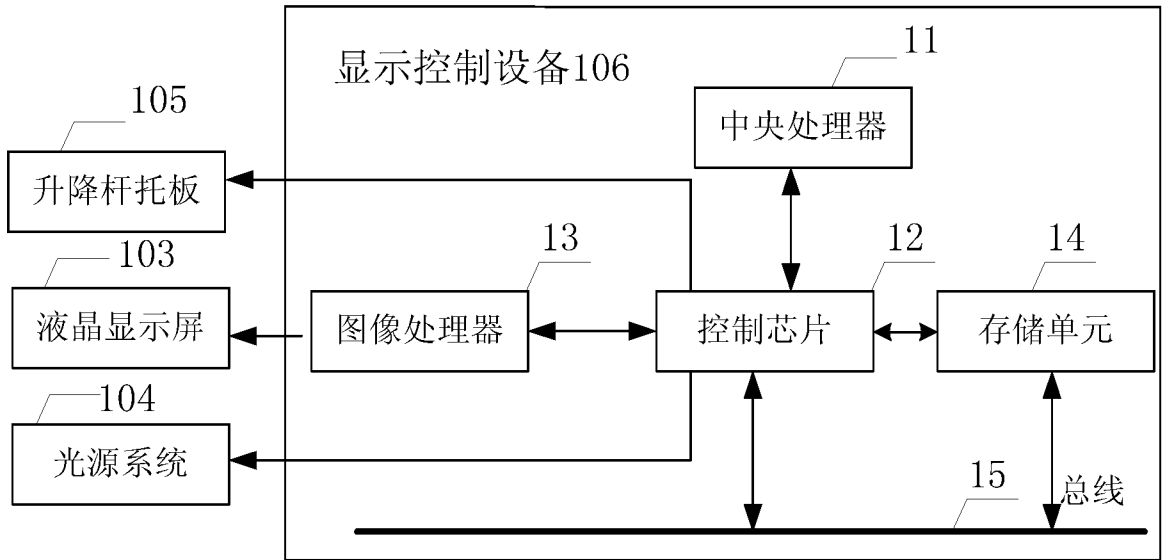 显示控制设备106
11
中央处理器
105
升降杆托板
103
液晶显示屏
13
图像处理器
12
控制芯片
14
存储单元
104
光源系统
15
总线